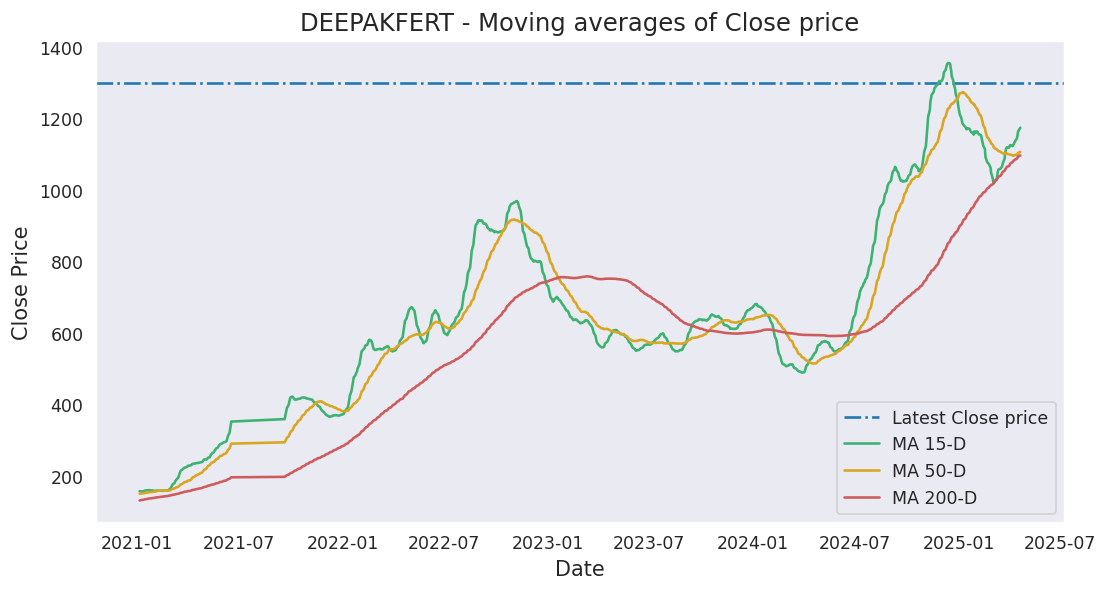 DEEPAKFERT - Moving averages of Close price
Close Price
1400
1200
1000
800
600
400
200
Latest Close price
MA 15-D
MA 50-D
MA 200-D
2021-01 2021-07 2022-01 2022-07 2023-01 2023-07 2024-01 2024-07 2025-01 2025-07
Date